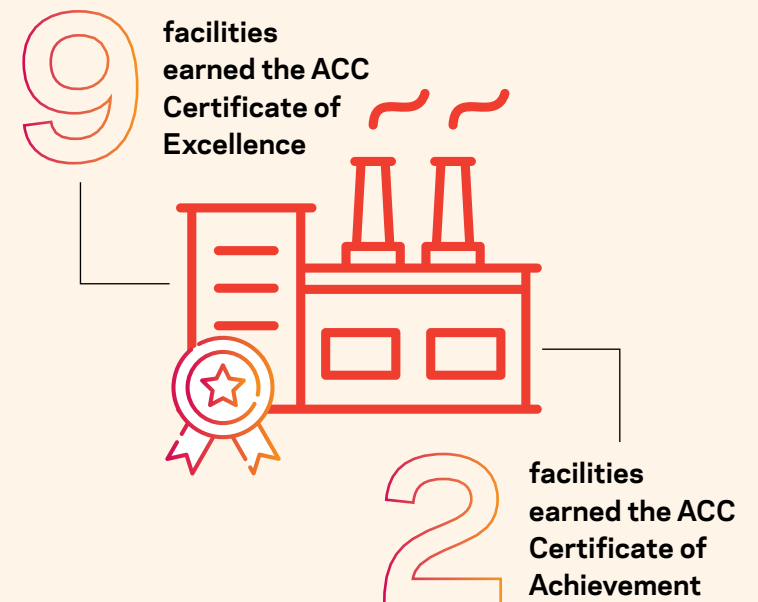 9
facilities
earned the ACC
Certificate of
Excellence
2
facilities
earned the ACC
Certificate of
Achievement